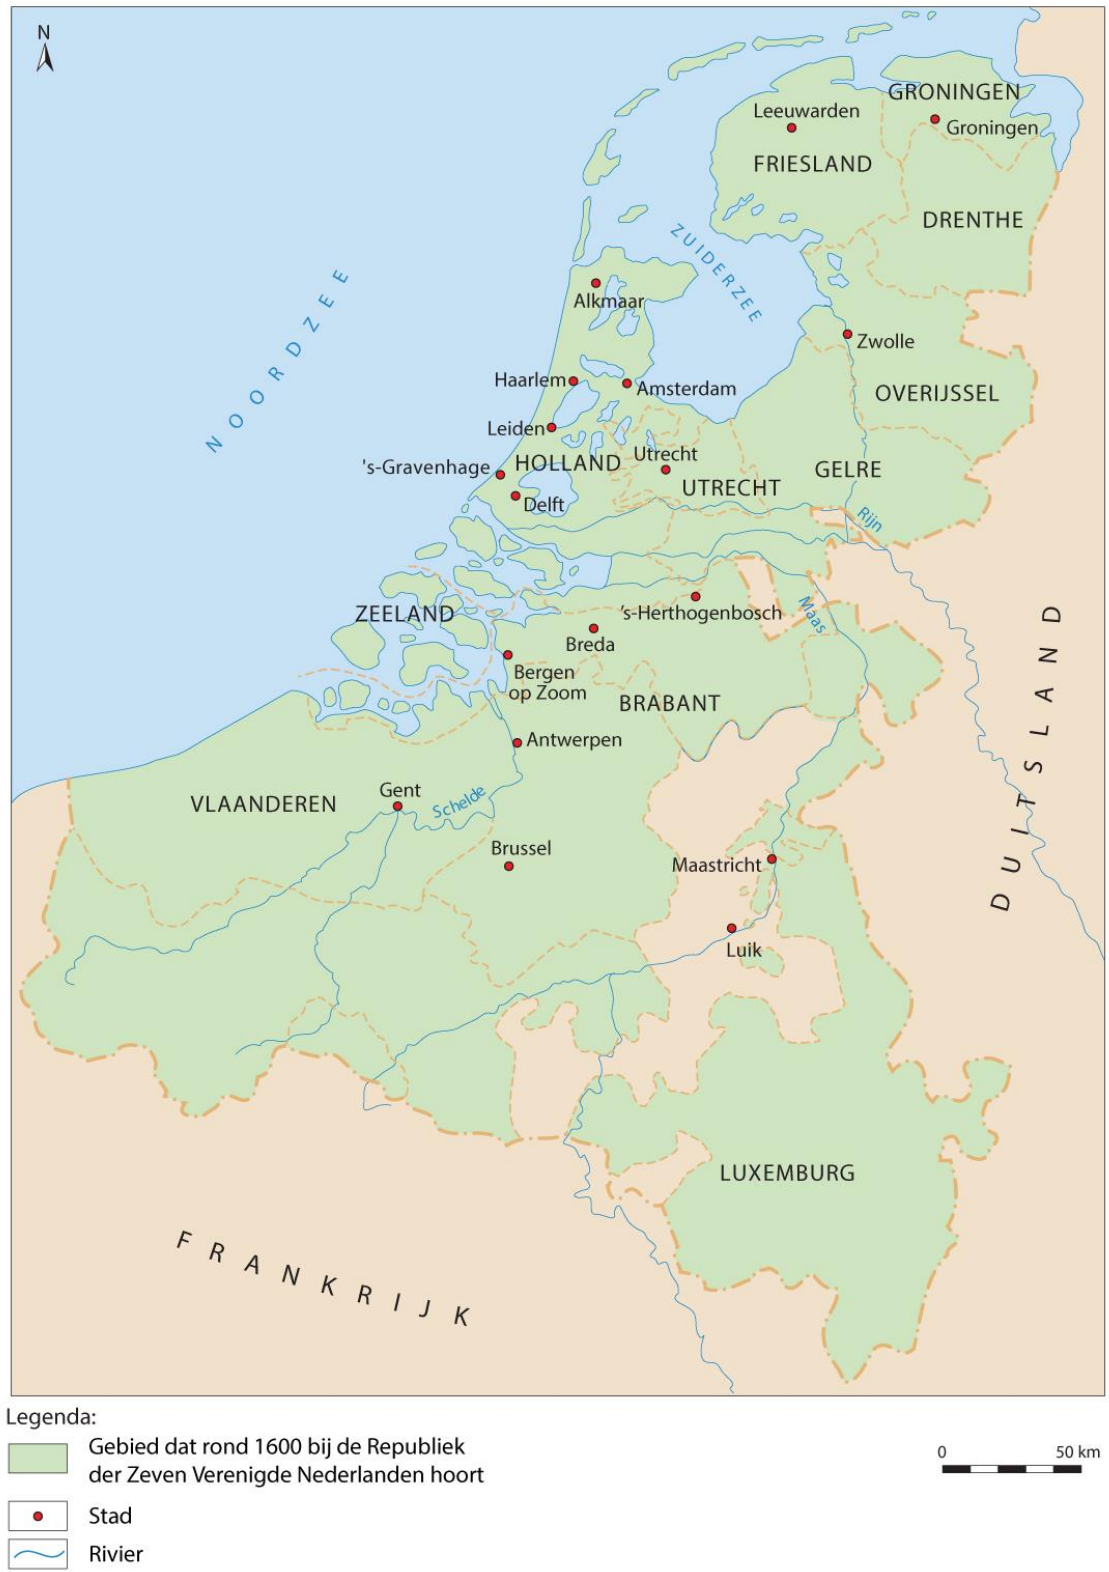 N
GRONINGEN
Leeuwarden
Groningen
FRIESLAND
DRENTHE
ZUIDERZEE
NOORDZEE
Alkmaar
Zwolle
Haarlem
Amsterdam
OVERIJSSEL
Leiden
HOLLAND
Utrecht
's-Gravenhage
GELRE
UTRECHT
Delft
Rijn
ZEELAND
's-Herthogenbosch
Maas
Breda
Bergen
op Zoom
BRABANT
DUITSLAND
Antwerpen
Gent
VLAANDEREN
Schelde
Brussel
Maastricht
Luik
LUXEMBURG
FRANKRIJK
Legenda:
Gebied dat rond 1600 bij de Republiek
der Zeven Verenigde Nederlanden hoort
0 50 km
Stad
Rivier